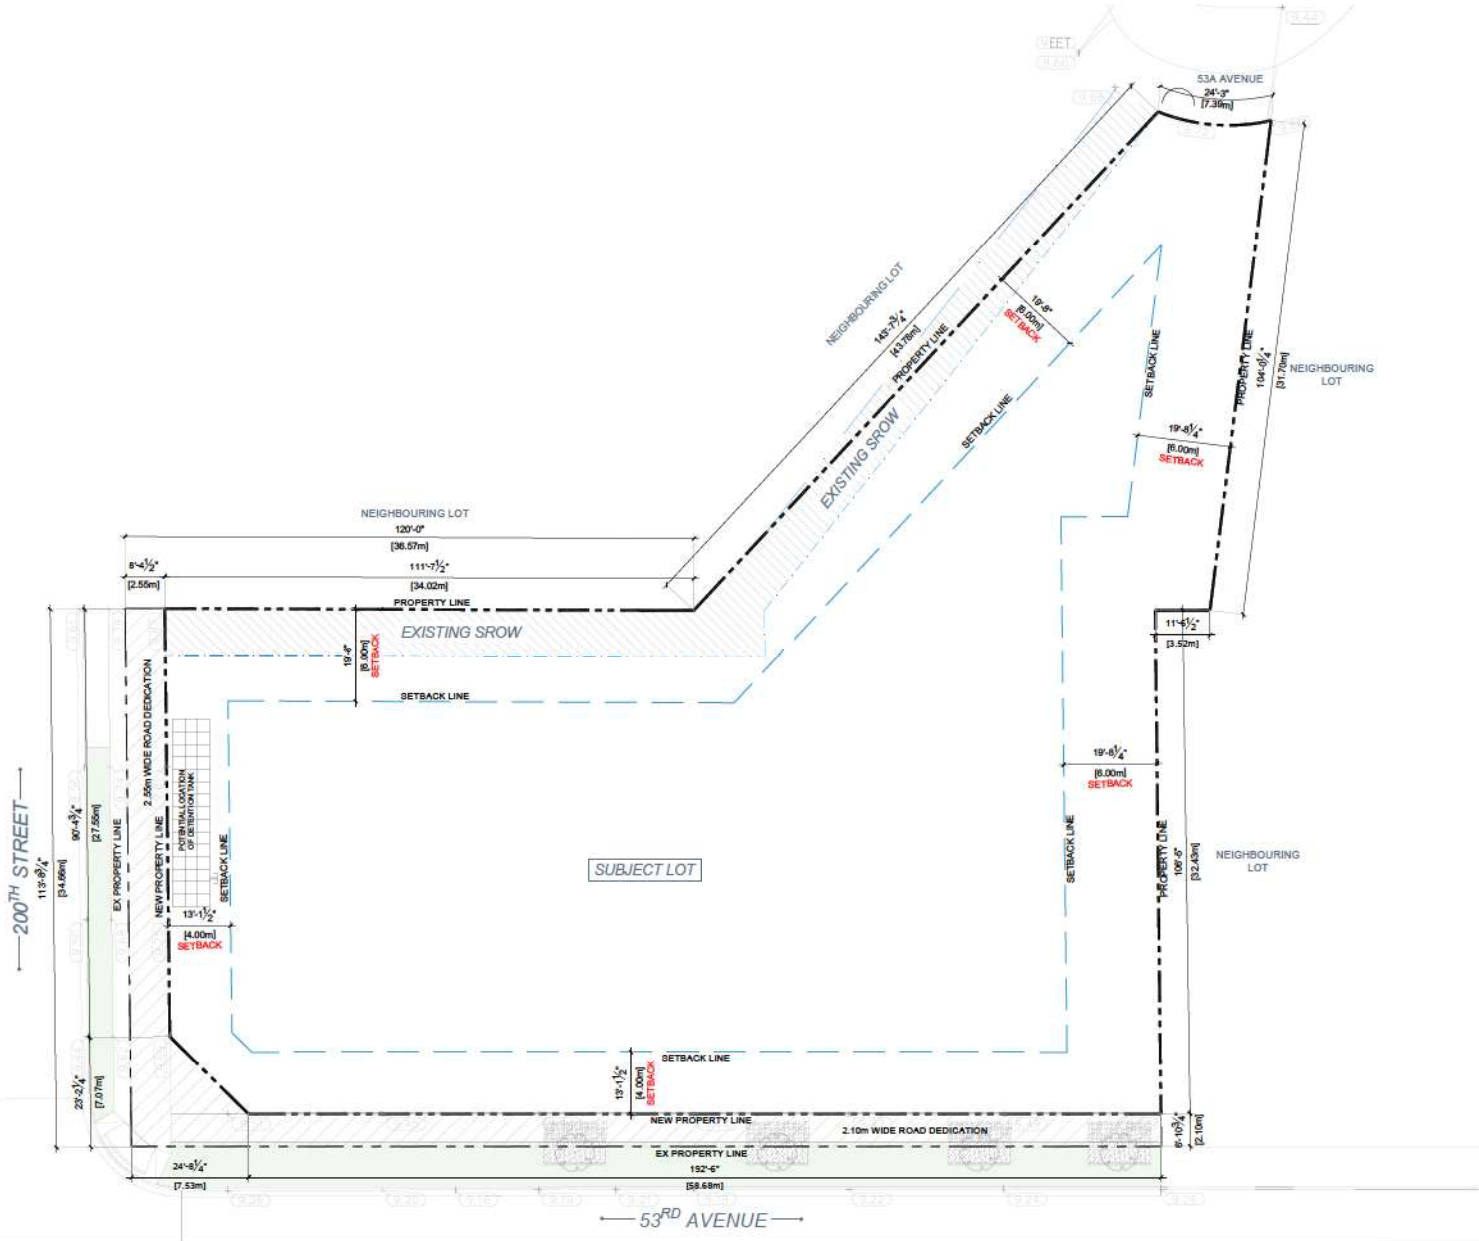 53A AVENUE
24'-3"
[7.39m]
NEIGHBOURING LOT
143'-7¾"
[43.78m]
PROPERTY LINE
19'-8"
[6.00m]
SETBACK
SETBACK LINE
EXISTING SROW
SETBACK LINE
PROPERTY LINE
104'-0¼"
[31.70m]
NEIGHBOURING
LOT
19'-8¼"
[6.00m]
SETBACK
NEIGHBOURING LOT
120'-0"
[36.57m]
8'-4½"
[2.55m]
111'-7½"
[34.02m]
PROPERTY LINE
EXISTING SROW
19'-8"
[6.00m]
SETBACK
SETBACK LINE
11'-6½"
[3.52m]
19'-8¼"
[6.00m]
SETBACK
SETBACK LINE
PROPERTY LINE
106'-5"
[32.43m]
NEIGHBOURING
LOT
200TH STREET
113'-8¾"
[34.66m]
90'-4¾"
[27.55m]
23'-2¼"
[7.07m]
EX PROPERTY LINE
2.55m WIDE ROAD DEDICATION
NEW PROPERTY LINE
POTENTIAL LOCATION
OF DETENTION TANK
SETBACK LINE
13'-1½"
[4.00m]
SETBACK
SUBJECT LOT
SETBACK LINE
13'-1½"
[4.00m]
SETBACK
NEW PROPERTY LINE
2.10m WIDE ROAD DEDICATION
6'-10¾"
[2.10m]
EX PROPERTY LINE
24'-8¼"
[7.53m]
192'-6"
[58.68m]
53RD AVENUE